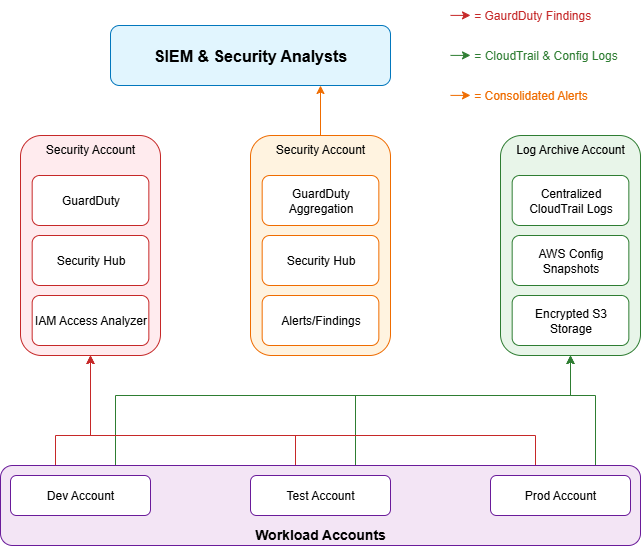 SIEM & Security Analysts
= GaurdDuty Findings
= CloudTrail & Config Logs
= Consolidated Alerts
Security Account
GuardDuty
Security Hub
IAM Access Analyzer
Security Account
GuardDuty
Aggregation
Security Hub
Alerts/Findings
Log Archive Account
Centralized
CloudTrail Logs
AWS Config
Snapshots
Encrypted S3
Storage
Dev Account
Test Account
Prod Account
Workload Accounts